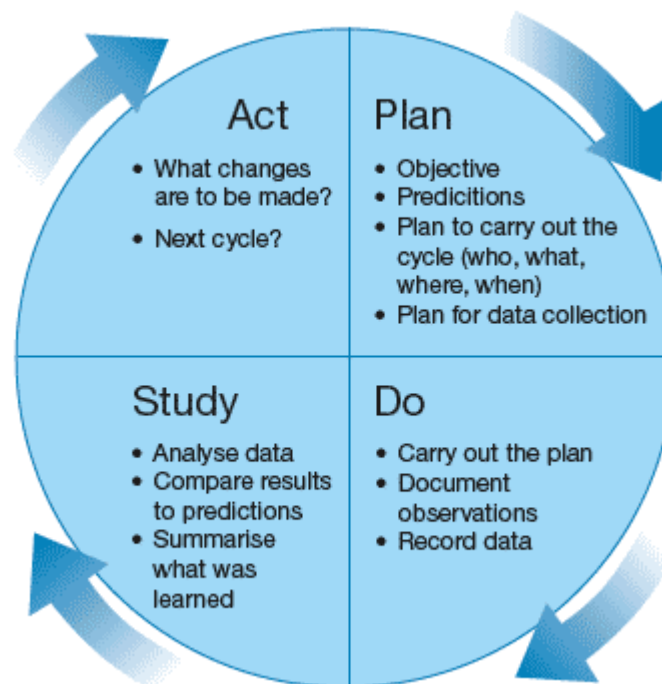 Act
• What changes
are to be made?
• Next cycle?
Plan
• Objective
• Predicitions
• Plan to carry out the
cycle (who, what,
where, when)
• Plan for data collection
Study
• Analyse data
• Compare results
to predictions
• Summarise
what was
learned
Do
• Carry out the plan
• Document
observations
• Record data